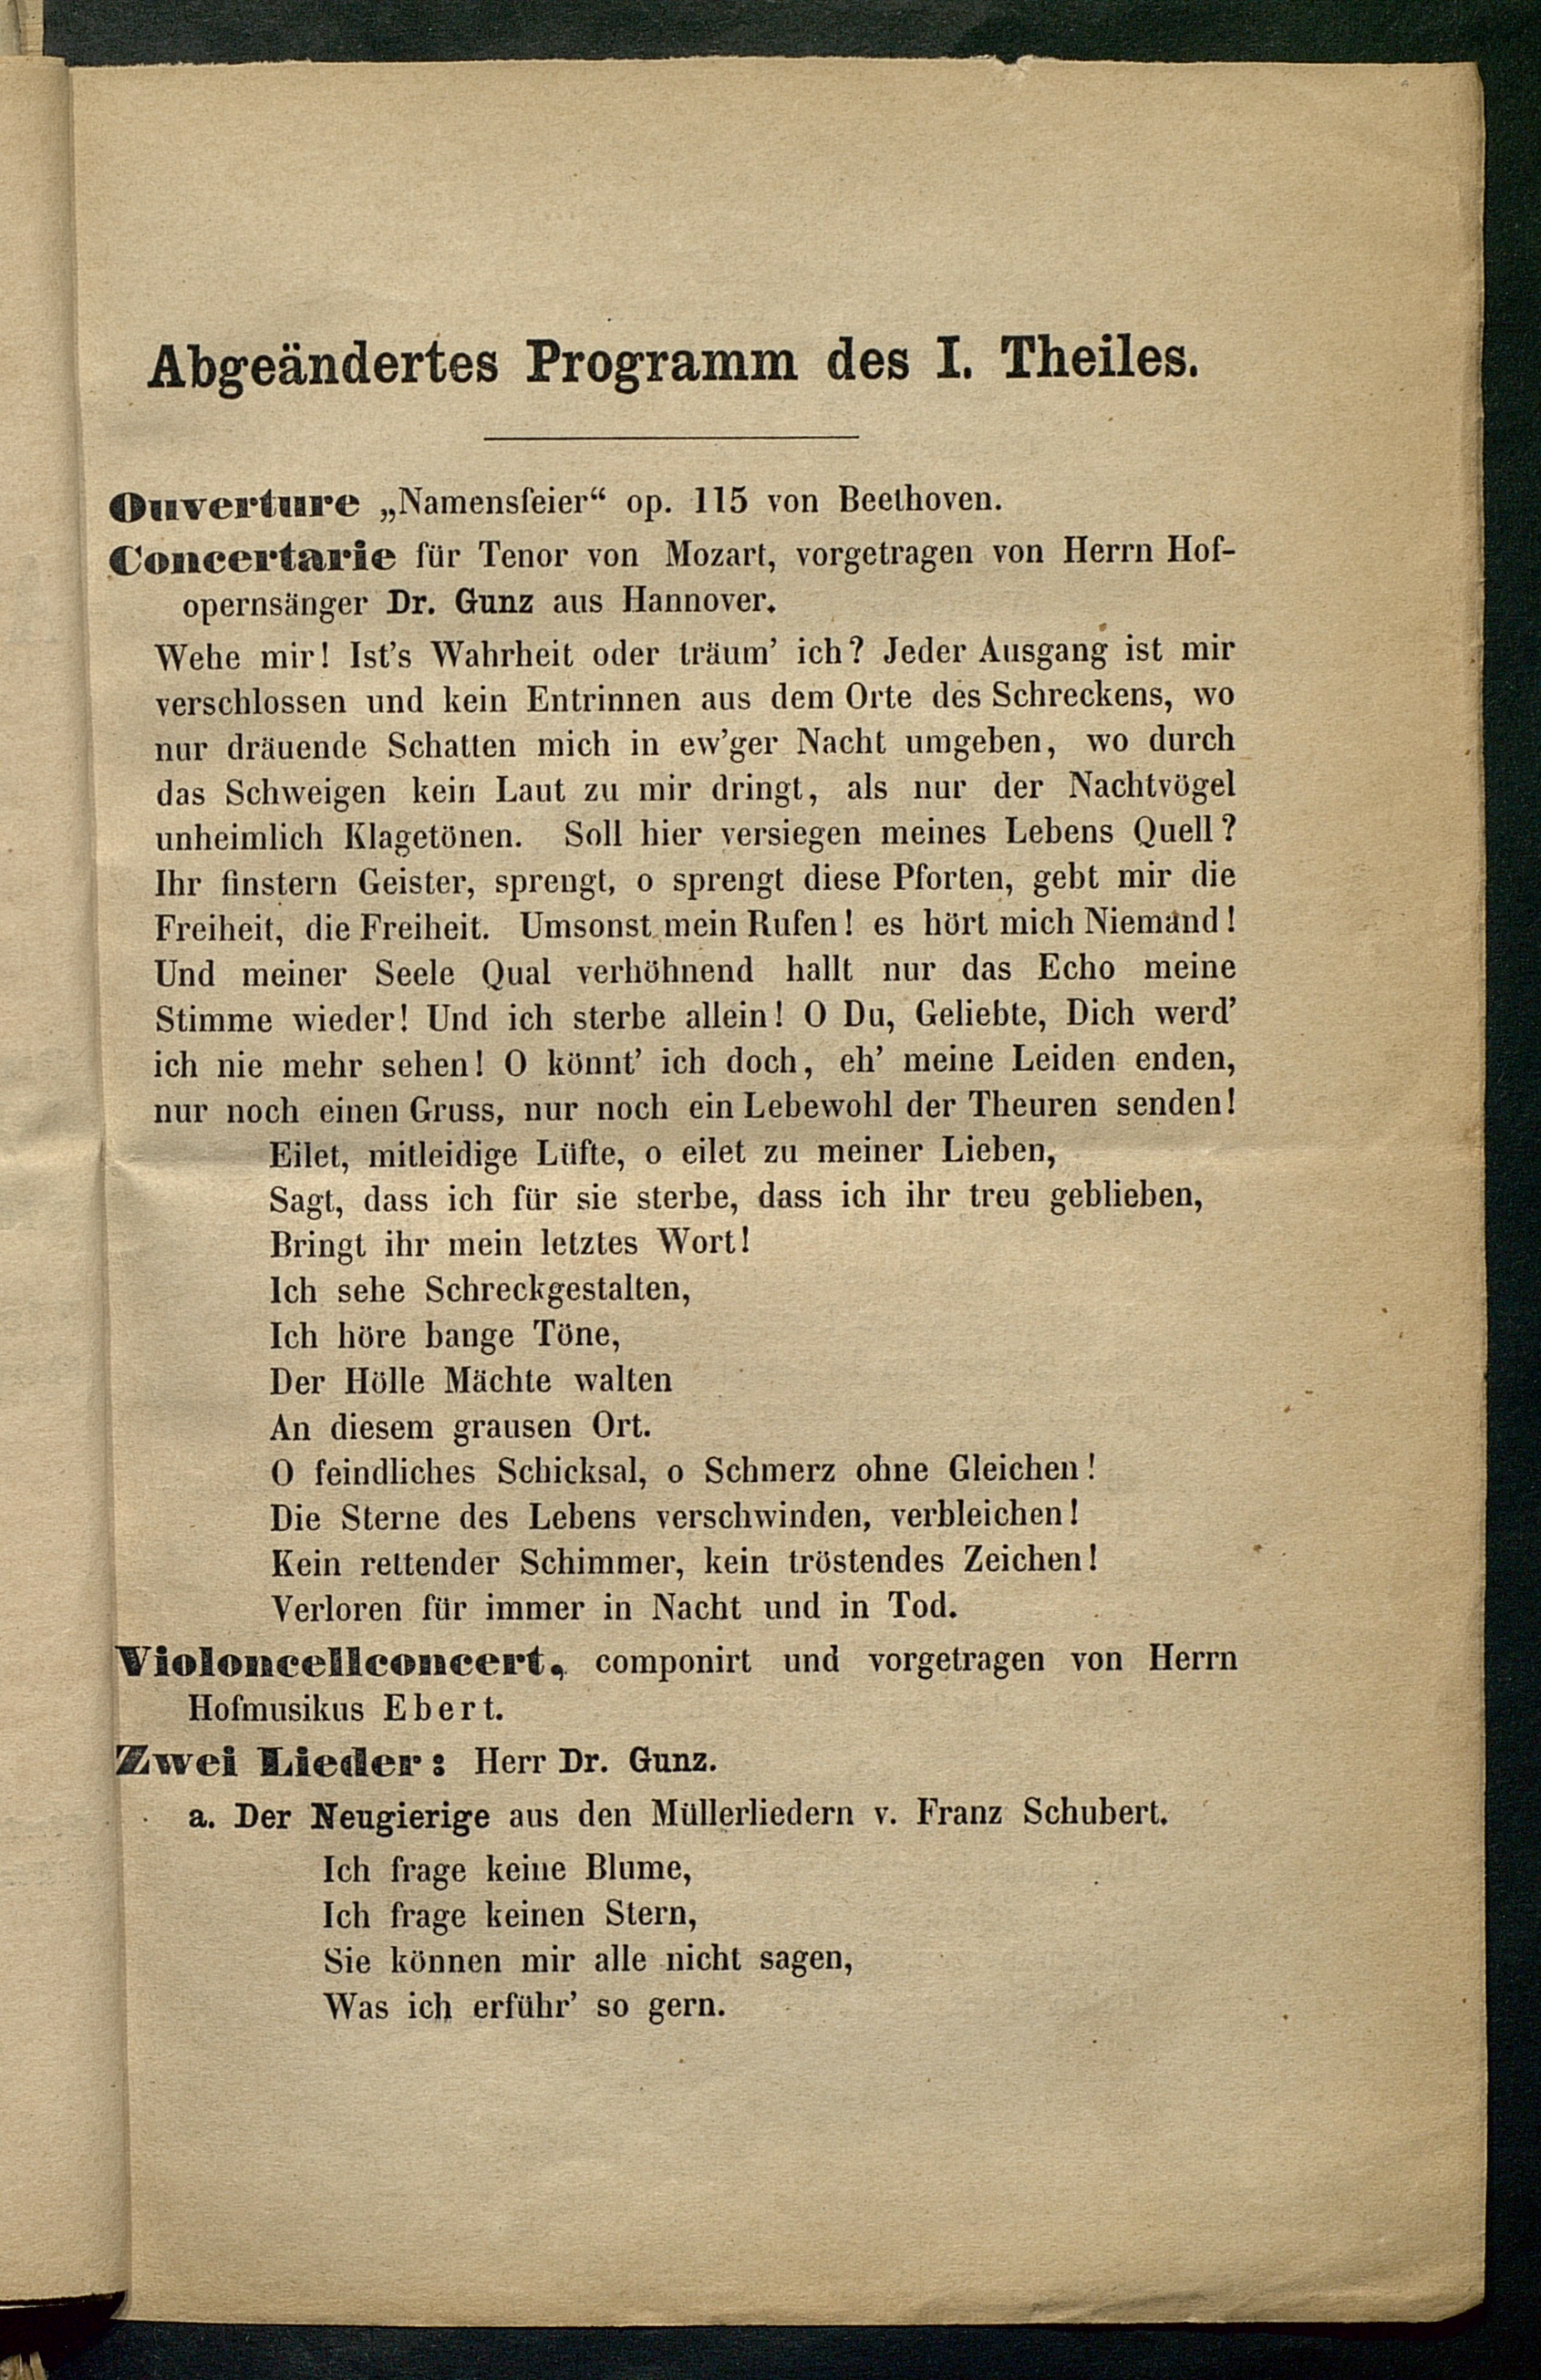 Abgeändertes Programm des I. Theiles.
Ouverture „Namensfeier“ op. 115 von Beethoven.
Concertarie für Tenor von Mozart, vorgetragen von Herrn Hof-
opernsänger Dr. Gunz aus Hannover.
Wehe mir! Ist's Wahrheit oder träum' ich? Jeder Ausgang ist mir
verschlossen und kein Entrinnen aus dem Orte des Schreckens, wo
nur dräuende Schatten mich in ew'ger Nacht umgeben, wo durch
das Schweigen kein Laut zu mir dringt, als nur der Nachtvögel
unheimlich Klagetönen. Soll hier versiegen meines Lebens Quell?
Ihr finstern Geister, sprengt, o sprengt diese Pforten, gebt mir die
Freiheit, die Freiheit. Umsonst mein Rufen! es hört mich Niemand!
Und meiner Seele Qual verhöhnend hallt nur das Echo meine
Stimme wieder! Und ich sterbe allein! O Du, Geliebte, Dich werd'
ich nie mehr sehen! O könnt' ich doch, eh' meine Leiden enden,
nur noch einen Gruss, nur noch ein Lebewohl der Theuren senden!
Eilet, mitleidige Lüfte, o eilet zu meiner Lieben,
Sagt, dass ich für sie sterbe, dass ich ihr treu geblieben,
Bringt ihr mein letztes Wort!
Ich sehe Schreckgestalten,
Ich höre bange Töne,
Der Hölle Mächte walten
An diesem grausen Ort.
O feindliches Schicksal, o Schmerz ohne Gleichen!
Die Sterne des Lebens verschwinden, verbleichen!
Kein rettender Schimmer, kein tröstendes Zeichen!
Verloren für immer in Nacht und in Tod.
Violoncellconcert, componirt und vorgetragen von Herrn
Hofmusikus Ebert.
Zwei Lieder: Herr Dr. Gunz.
a. Der Neugierige aus den Müllerliedern v. Franz Schubert.
Ich frage keine Blume,
Ich frage keinen Stern,
Sie können mir alle nicht sagen,
Was ich erführ' so gern.